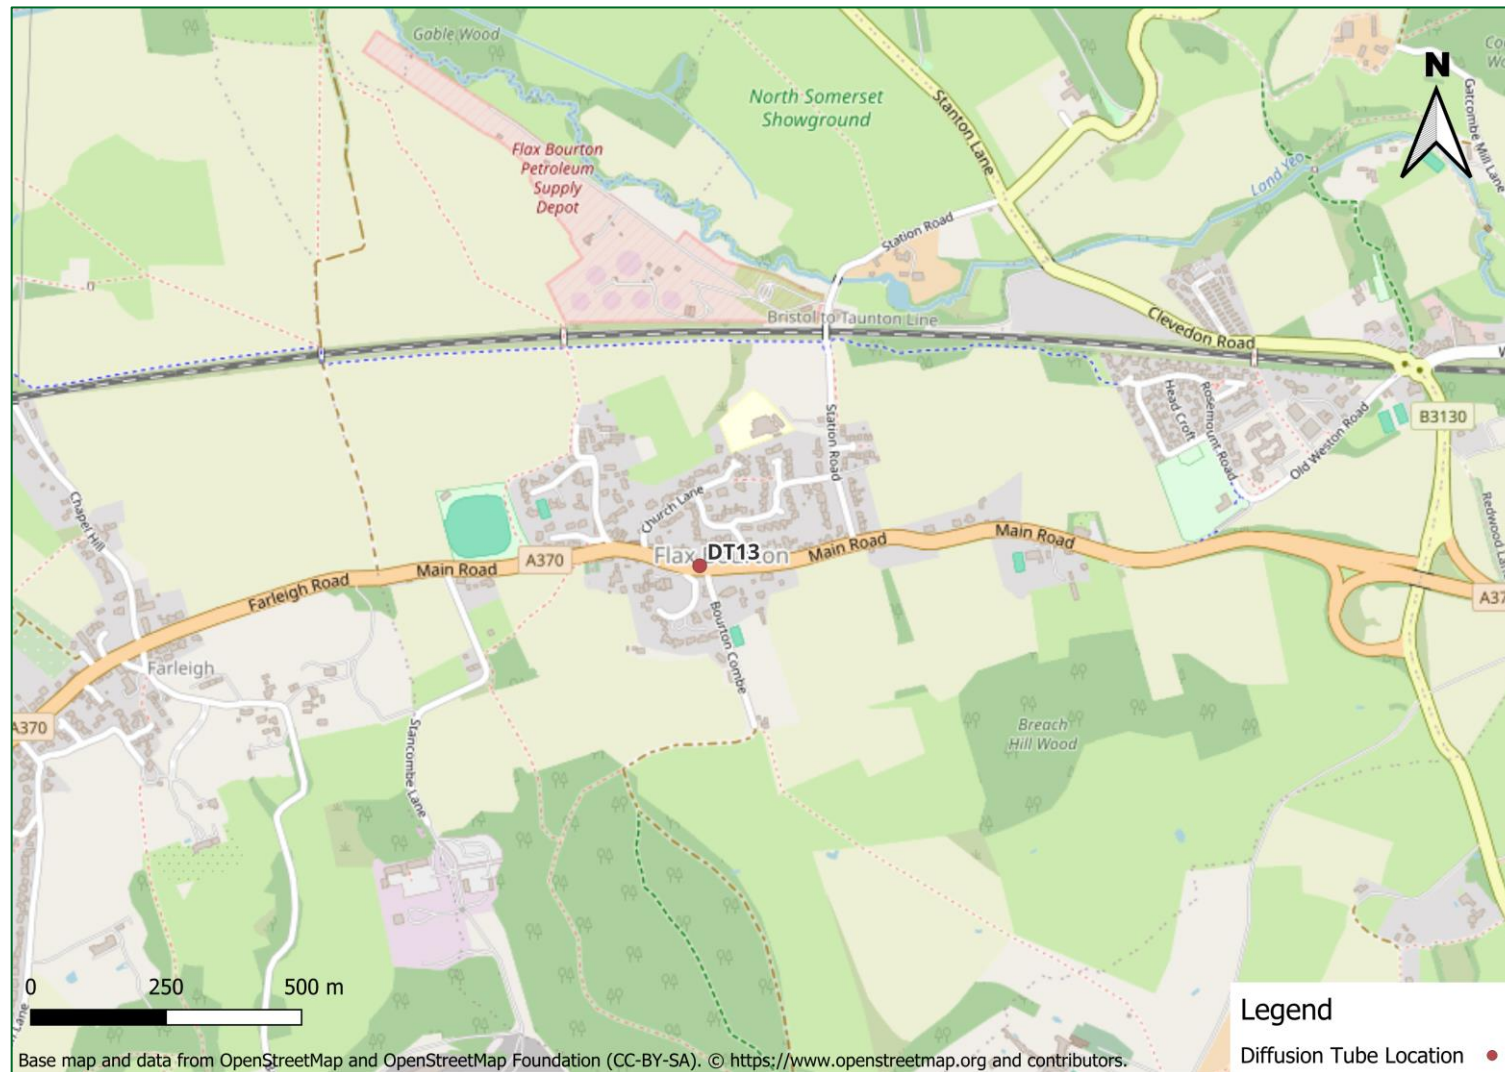 Gable Wood
North Somerset
Showground
Stanton Lane
N
Gatcombe Mill Lane
Flax Bourton
Petroleum
Supply
Depot
Land Yeo
Station Road
Bristol to Taunton Line
Clevedon Road
Head Croft
Rosemount Road
Old Weston Road
B3130
Station Road
Church Lane
Chapel Hill
Redwood
Main Road
Main Road
Flax Bourton
DT13
A370
Main Road
Farleigh Road
Bourton Combe
Farleigh
A370
Stancombe Lane
Breach
Hill Wood
0 250 500 m
Lane
Legend
Diffusion Tube Location
Base map and data from OpenStreetMap and OpenStreetMap Foundation (CC-BY-SA). © https://www.openstreetmap.org and contributors.